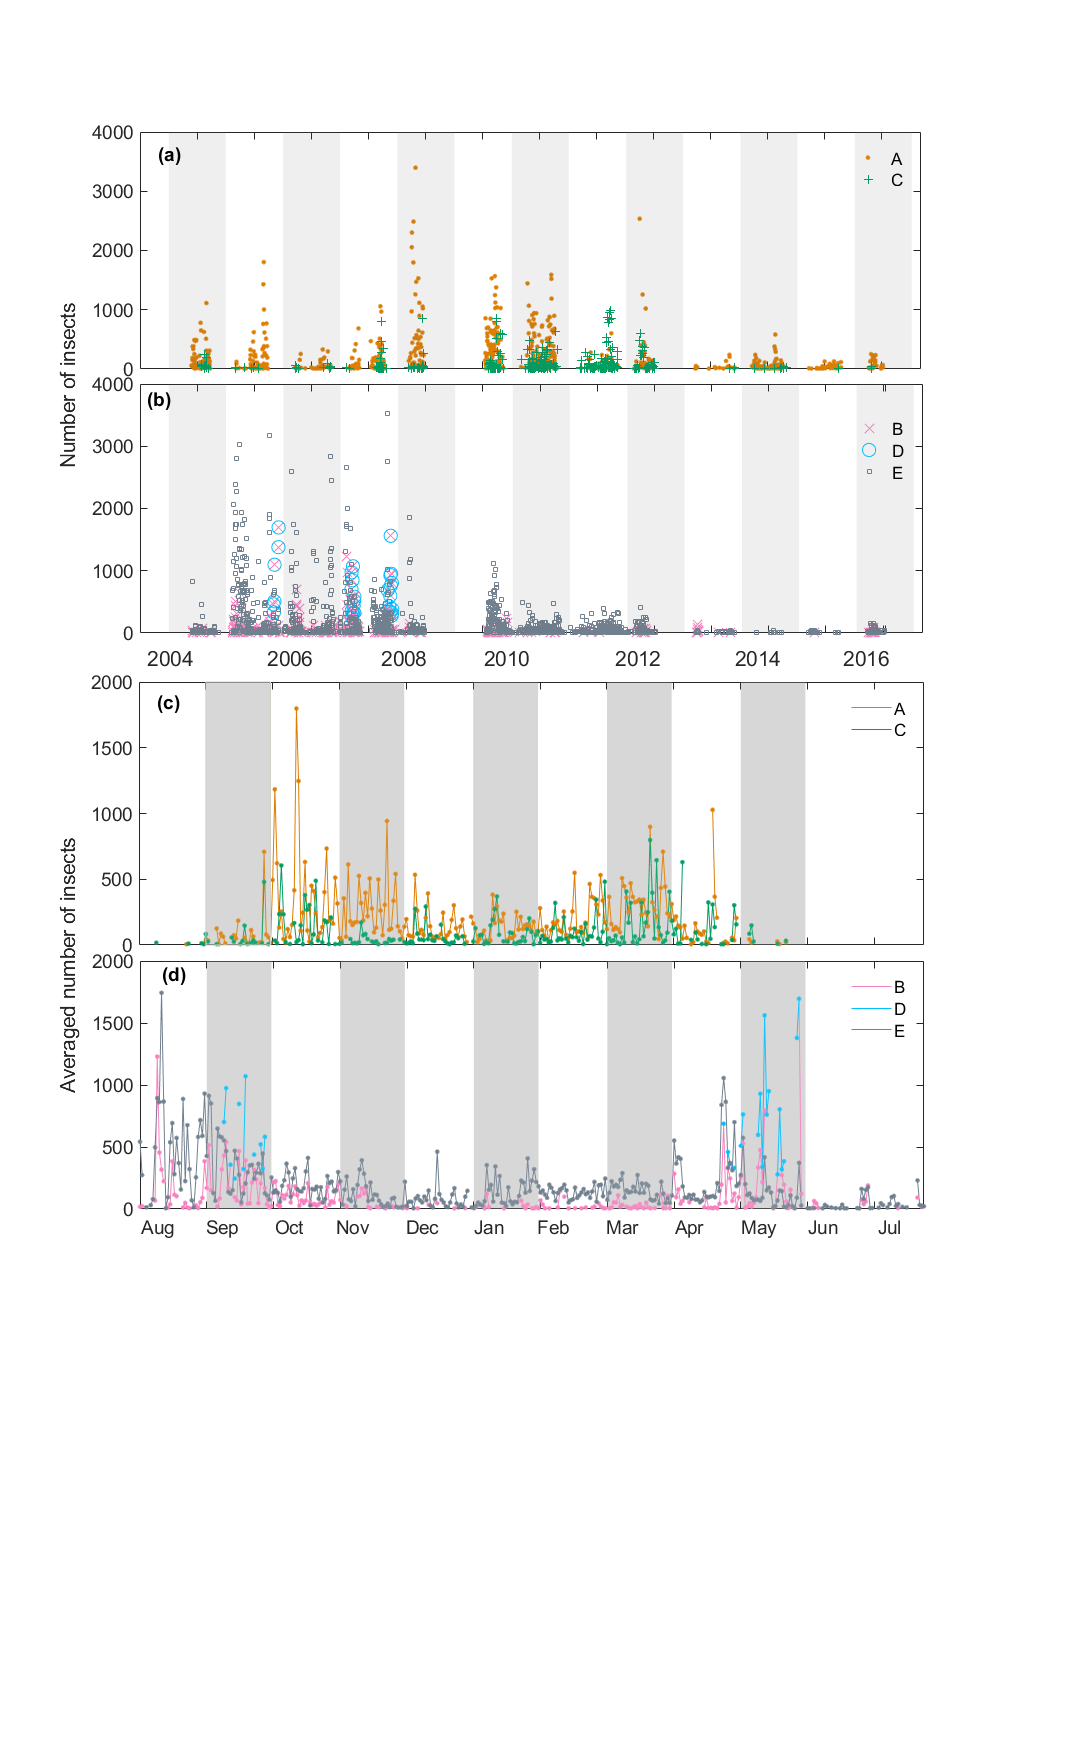 4000
(a)
A
C
3000
2000
1000
0
Number of insects
4000
(b)
B
D
E
3000
2000
1000
0
2004 2006 2008 2010 2012 2014 2016
2000
(c)
A
C
1500
1000
500
0
Averaged number of insects
2000
(d)
B
D
E
1500
1000
500
0
Aug Sep Oct Nov Dec Jan Feb Mar Apr May Jun Jul